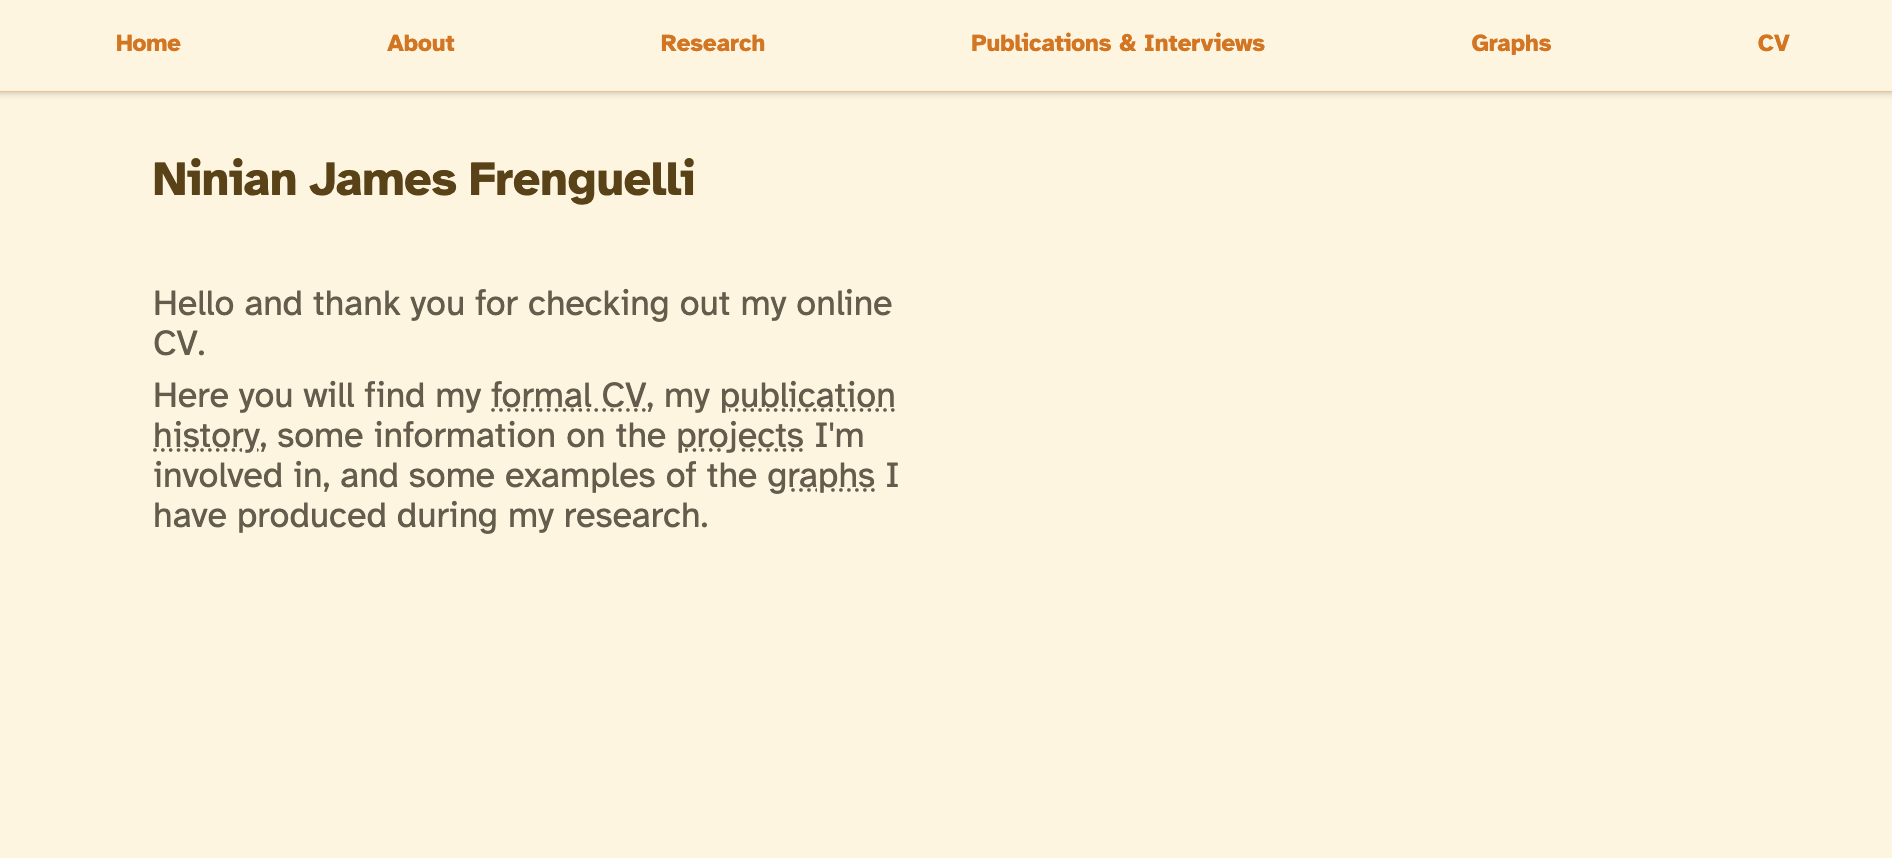 Home About Research Publications & Interviews Graphs CV
Ninian James Frenguelli
Hello and thank you for checking out my online
CV.
Here you will find my formal CV, my publication
history, some information on the projects I'm
involved in, and some examples of the graphs I
have produced during my research.